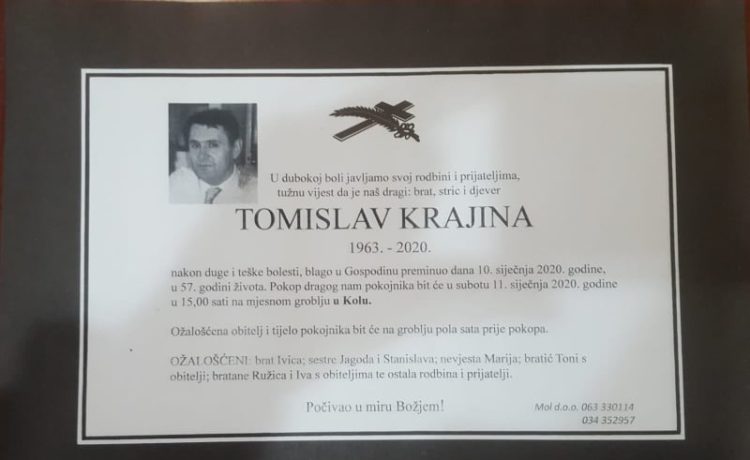 U dubokoj boli javljamo svoj rodbini i prijateljima,
tužnu vijest da je naš dragi: brat, stric i djever
TOMISLAV KRAJINA
1963. - 2020.
nakon duge i teške bolesti, blago u Gospodinu preminuo dana 10. siječnja 2020. godine,
u 57. godini života. Pokop dragog nam pokojnika bit će u subotu 11. siječnja 2020. godine
u 15,00 sati na mjesnom groblju u Kolu.
Ožalošćena obitelj i tijelo pokojnika bit će na groblju pola sata prije pokopa.
OŽALOŠĆENI: brat Ivica; sestre Jagoda i Stanislava; nevjesta Marija; bratić Toni s
obitelji; bratane Ružica i Iva s obiteljima te ostala rodbina i prijatelji.
Počivao u miru Božjem!
Mol d.o.o. 063 330114
034 352957